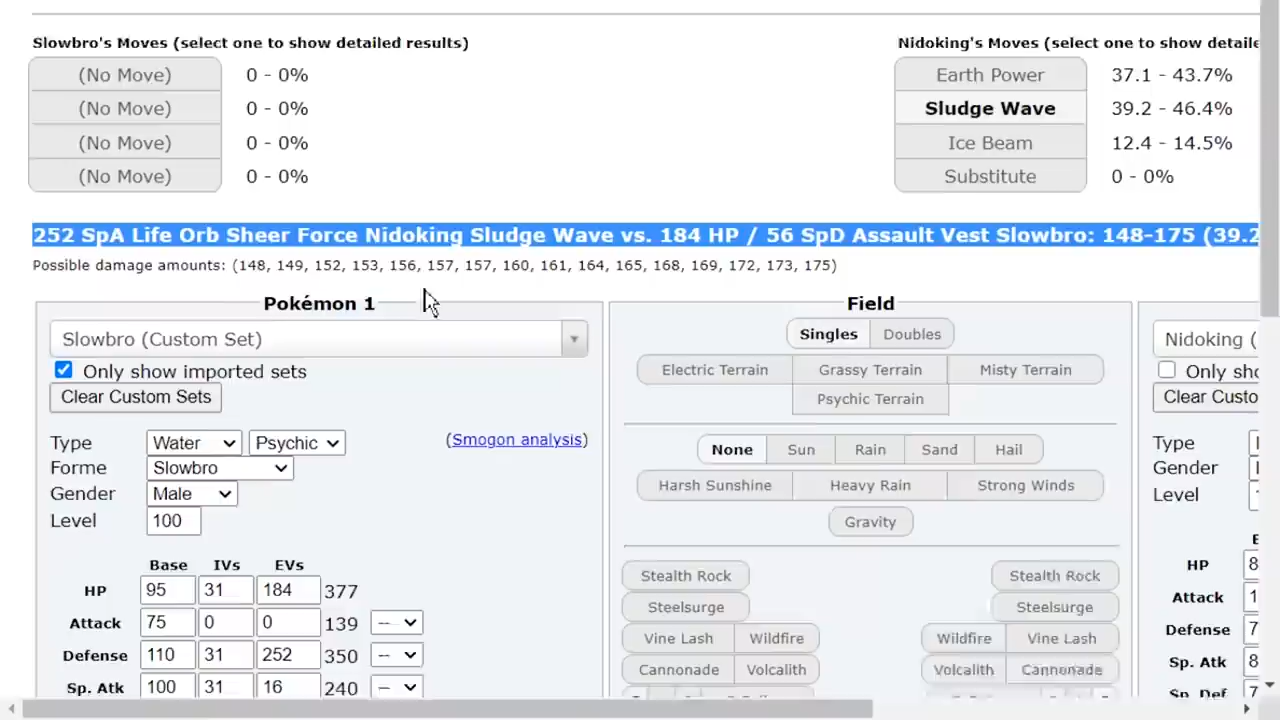 Slowbro's Moves (select one to show detailed results)
Nidoking's Moves (select one to show detaile
(No Move) 0 - 0%
Earth Power 37.1 - 43.7%
(No Move) 0 - 0%
Sludge Wave 39.2 - 46.4%
(No Move) 0 - 0%
Ice Beam 12.4 - 14.5%
(No Move) 0 - 0%
Substitute 0 - 0%
252 SpA Life Orb Sheer Force Nidoking Sludge Wave vs. 184 HP / 56 SpD Assault Vest Slowbro: 148-175 (39.2
Possible damage amounts: (148, 149, 152, 153, 156, 157, 157, 160, 161, 164, 165, 168, 169, 172, 173, 175)
Pokémon 1
Slowbro (Custom Set)
Only show imported sets
Clear Custom Sets
Type Water Psychic (Smogon analysis)
Forme Slowbro
Gender Male
Level 100
Base IVs EVs
HP 95 31 184 377
Attack 75 0 0 139 --
Defense 110 31 252 350 --
Sp. Atk 100 31 16 240 --
Field
Singles Doubles
Electric Terrain Grassy Terrain Misty Terrain
Psychic Terrain
None Sun Rain Sand Hail
Harsh Sunshine Heavy Rain Strong Winds
Gravity
Stealth Rock Stealth Rock
Steelsurge Steelsurge
Vine Lash Wildfire Wildfire Vine Lash
Cannonade Volcalith Volcalith Cannonade
Nidoking (
Only sho
Clear Custo
Type
Gender
Level
HP 8
Attack 1
Defense 7
Sp. Atk 8
Sp. Def 7